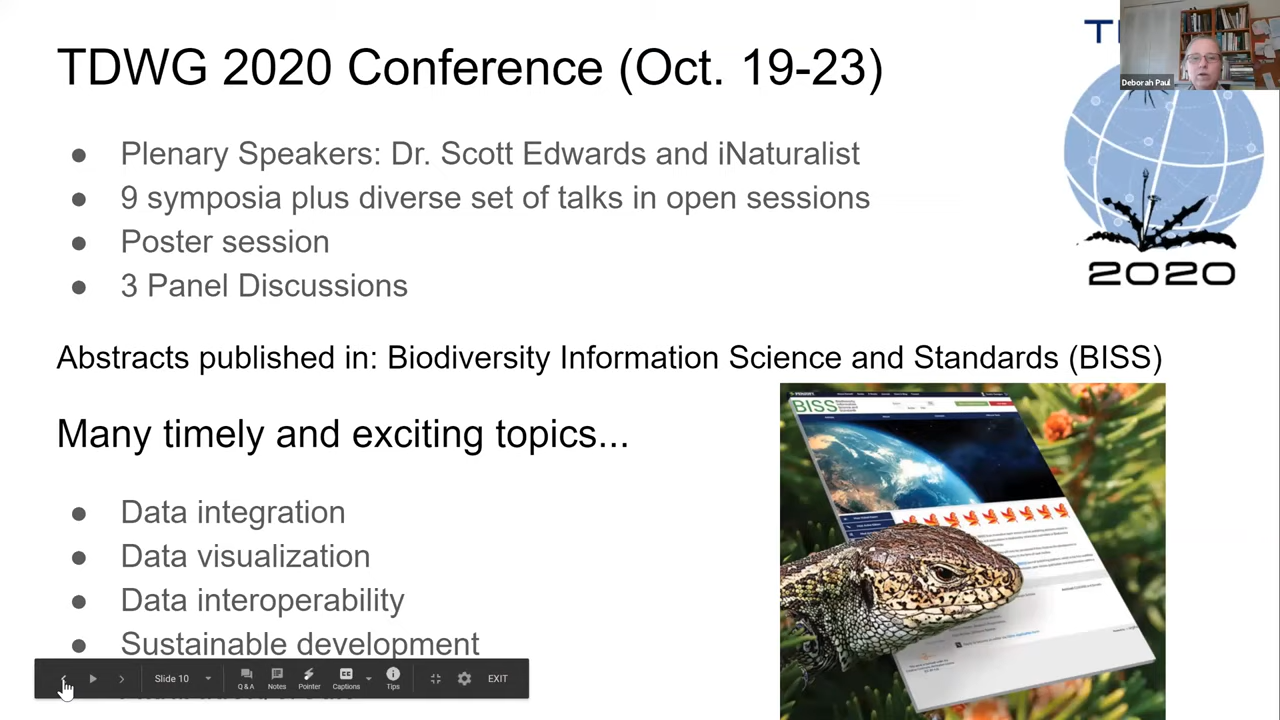 TDWG 2020 Conference (Oct. 19-23)
Deborah Paul
● Plenary Speakers: Dr. Scott Edwards and iNaturalist
● 9 symposia plus diverse set of talks in open sessions
● Poster session
● 3 Panel Discussions
2020
Abstracts published in: Biodiversity Information Science and Standards (BISS)
BISS
Many timely and exciting topics...
● Data integration
● Data visualization
● Data interoperability
● Sustainable development
Slide 10
Q & A
Notes
Pointer
Captions
Tips
EXIT